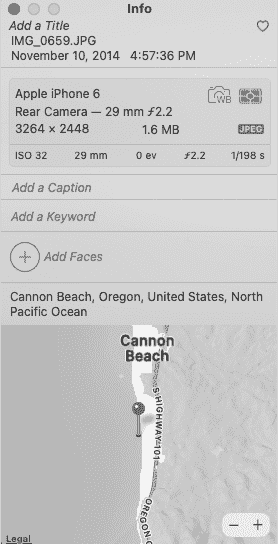 Info
Add a Title
IMG_0659.JPG
November 10, 2014 4:57:36 PM
Apple iPhone 6
WB
Rear Camera — 29 mm ƒ2.2
3264 × 2448 1.6 MB JPEG
ISO 32 29 mm 0 ev ƒ2.2 1/198 s
Add a Caption
Add a Keyword
Add Faces
Cannon Beach, Oregon, United States, North
Pacific Ocean
Cannon
Beach
S HIGHWAY 101
OREGON
Legal